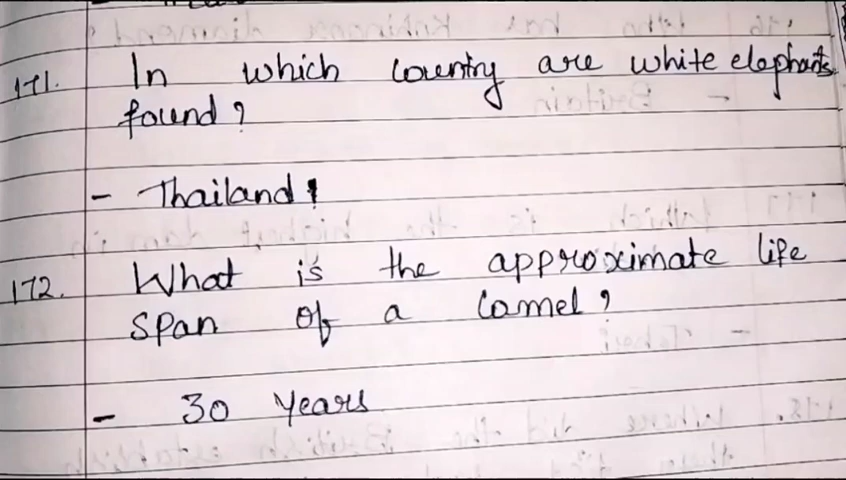 171. In which country are white elephants
found?
- Thailand!
172. What is the approximate life
span of a camel?
- 30 years